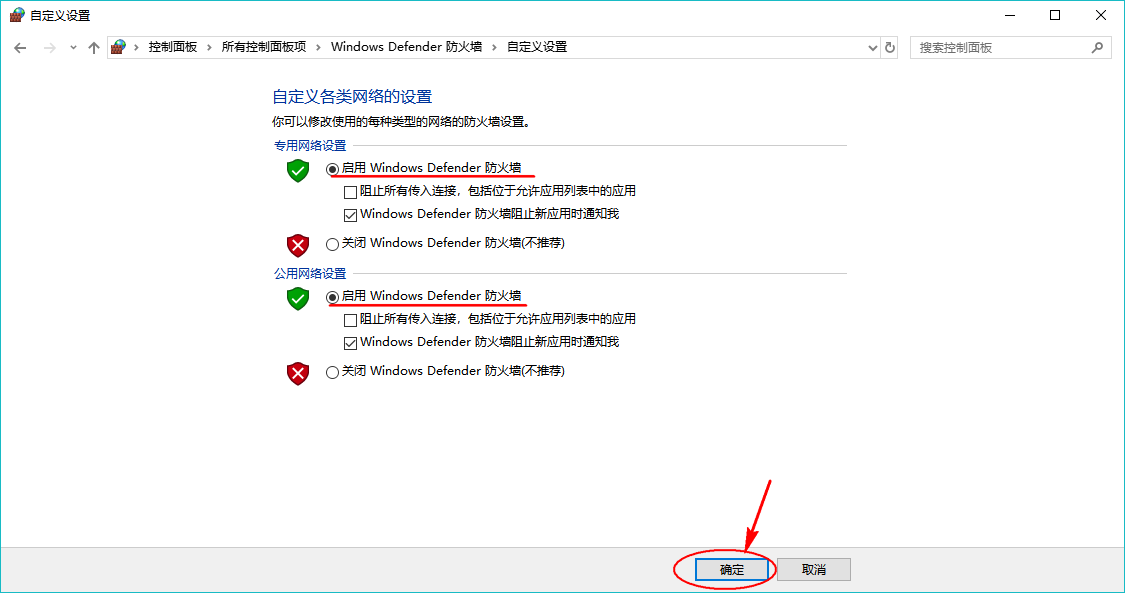 自定义设置
控制面板 > 所有控制面板项 > Windows Defender 防火墙 > 自定义设置
搜索控制面板
自定义各类网络的设置
你可以修改使用的每种类型的网络的防火墙设置。
专用网络设置
启用 Windows Defender 防火墙
阻止所有传入连接，包括位于允许应用列表中的应用
Windows Defender 防火墙阻止新应用时通知我
关闭 Windows Defender 防火墙(不推荐)
公用网络设置
启用 Windows Defender 防火墙
阻止所有传入连接，包括位于允许应用列表中的应用
Windows Defender 防火墙阻止新应用时通知我
关闭 Windows Defender 防火墙(不推荐)
确定
取消